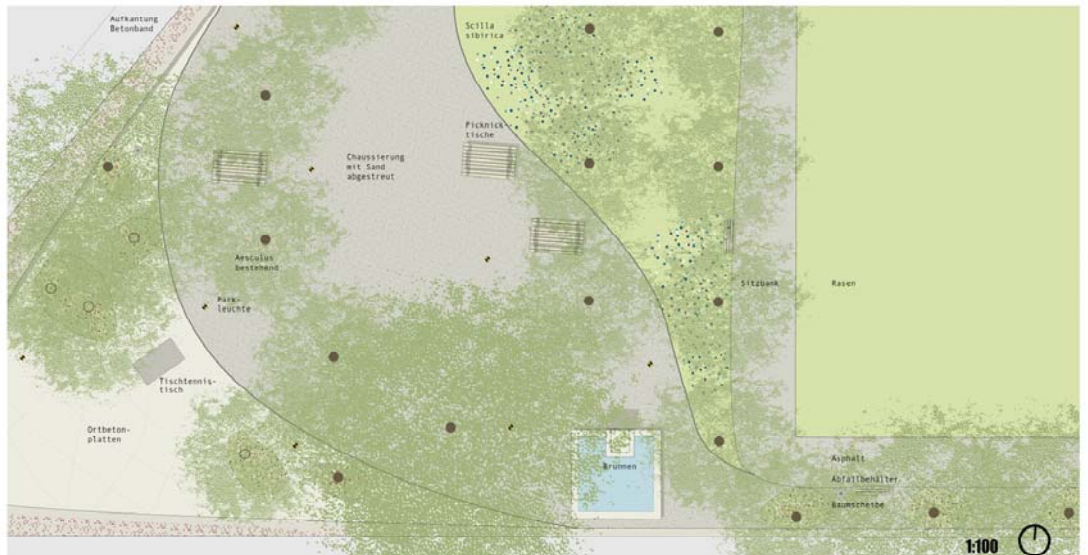 Aufkantung
Betonband
Scilla
sibirica
Picknick-
tische
Chaussierung
mit Sand
abgestreut
Aesculus
bestehend
Park-
leuchte
Sitzbank
Rasen
Tischtennis-
tisch
Ortbeton-
platten
Brunnen
Asphalt
Abfallbehälter
Baumscheibe
1:100